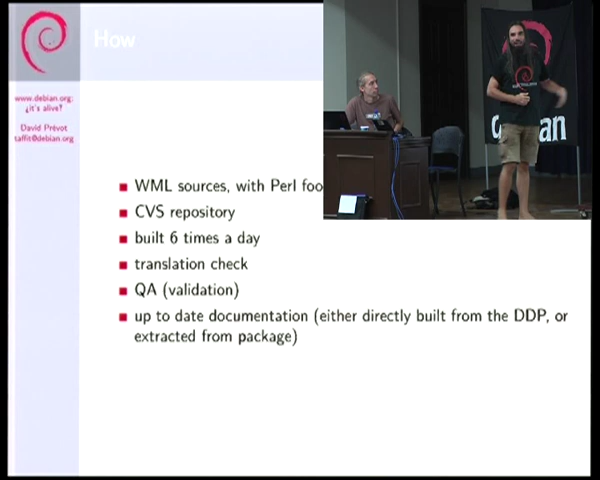 How
www.debian.org:
¿it's alive?
David Prévot
taffit@debian.org
WML sources, with Perl foo
CVS repository
built 6 times a day
translation check
QA (validation)
up to date documentation (either directly built from the DDP, or
extracted from package)
an